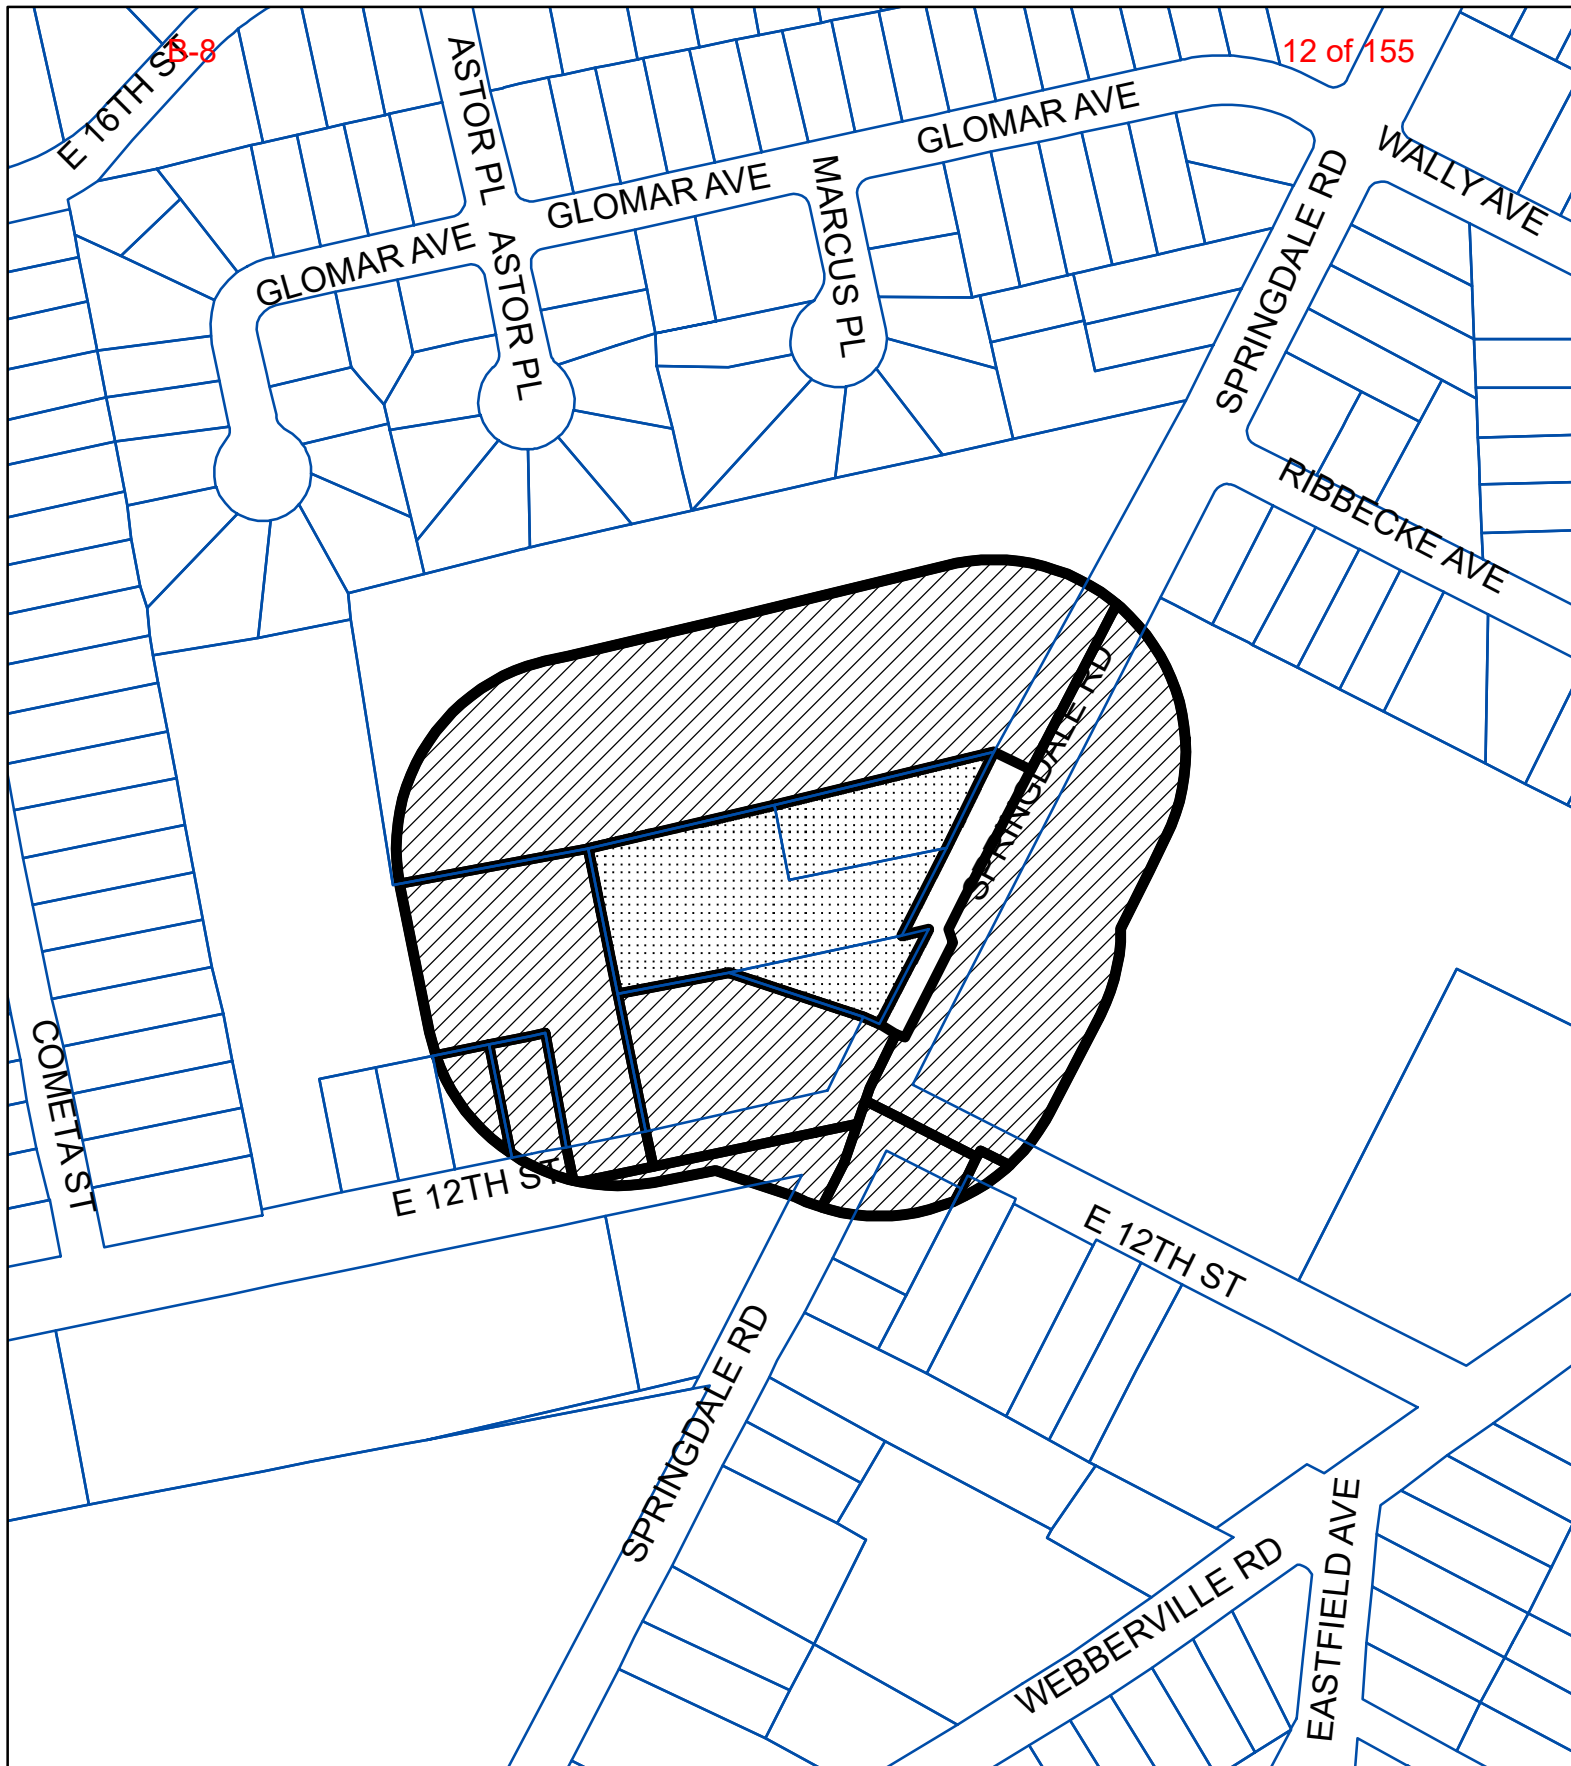 B-8
12 of 155
E 16TH ST
ASTOR PL
GLOMAR AVE
WALLY AVE
GLOMAR AVE
MARCUS PL
SPRINGDALE RD
GLOMAR AVE
ASTOR PL
RIBBECKE AVE
SPRINGDALE RD
COMETA ST
E 12TH ST
E 12TH ST
SPRINGDALE RD
WEBBERVILLE RD
EASTFIELD AVE